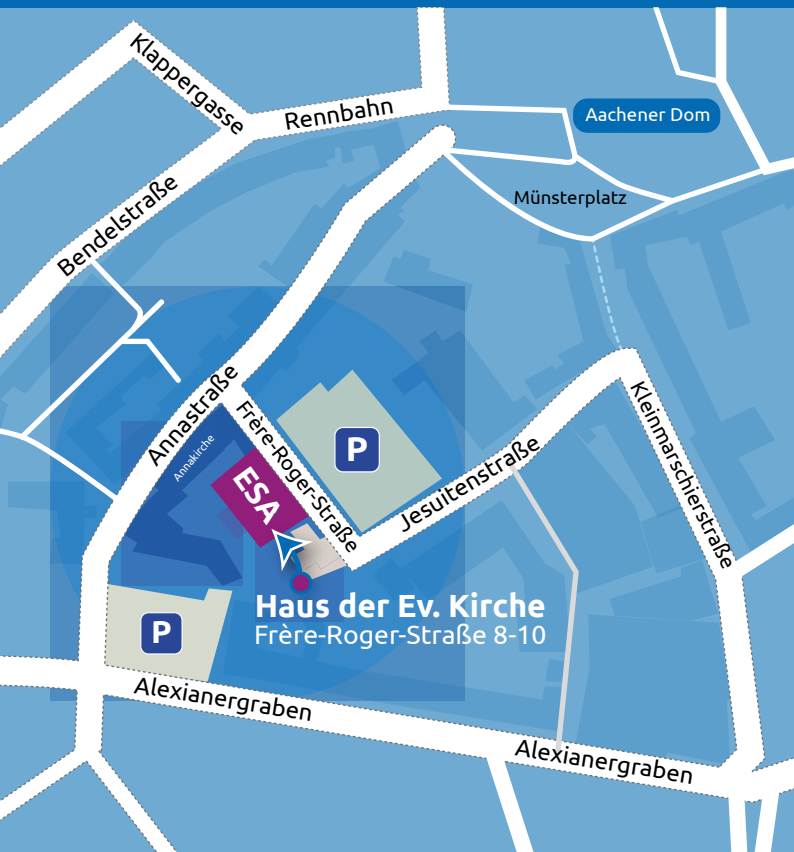 Klappergasse
Rennbahn
Aachener Dom
Münsterplatz
Bendelstraße
Annastraße
Annakirche
Frère-Roger-Straße
P
ESA
Jesuitenstraße
Kleinmarschierstraße
Haus der Ev. Kirche
Frère-Roger-Straße 8-10
P
Alexianergraben
Alexianergraben